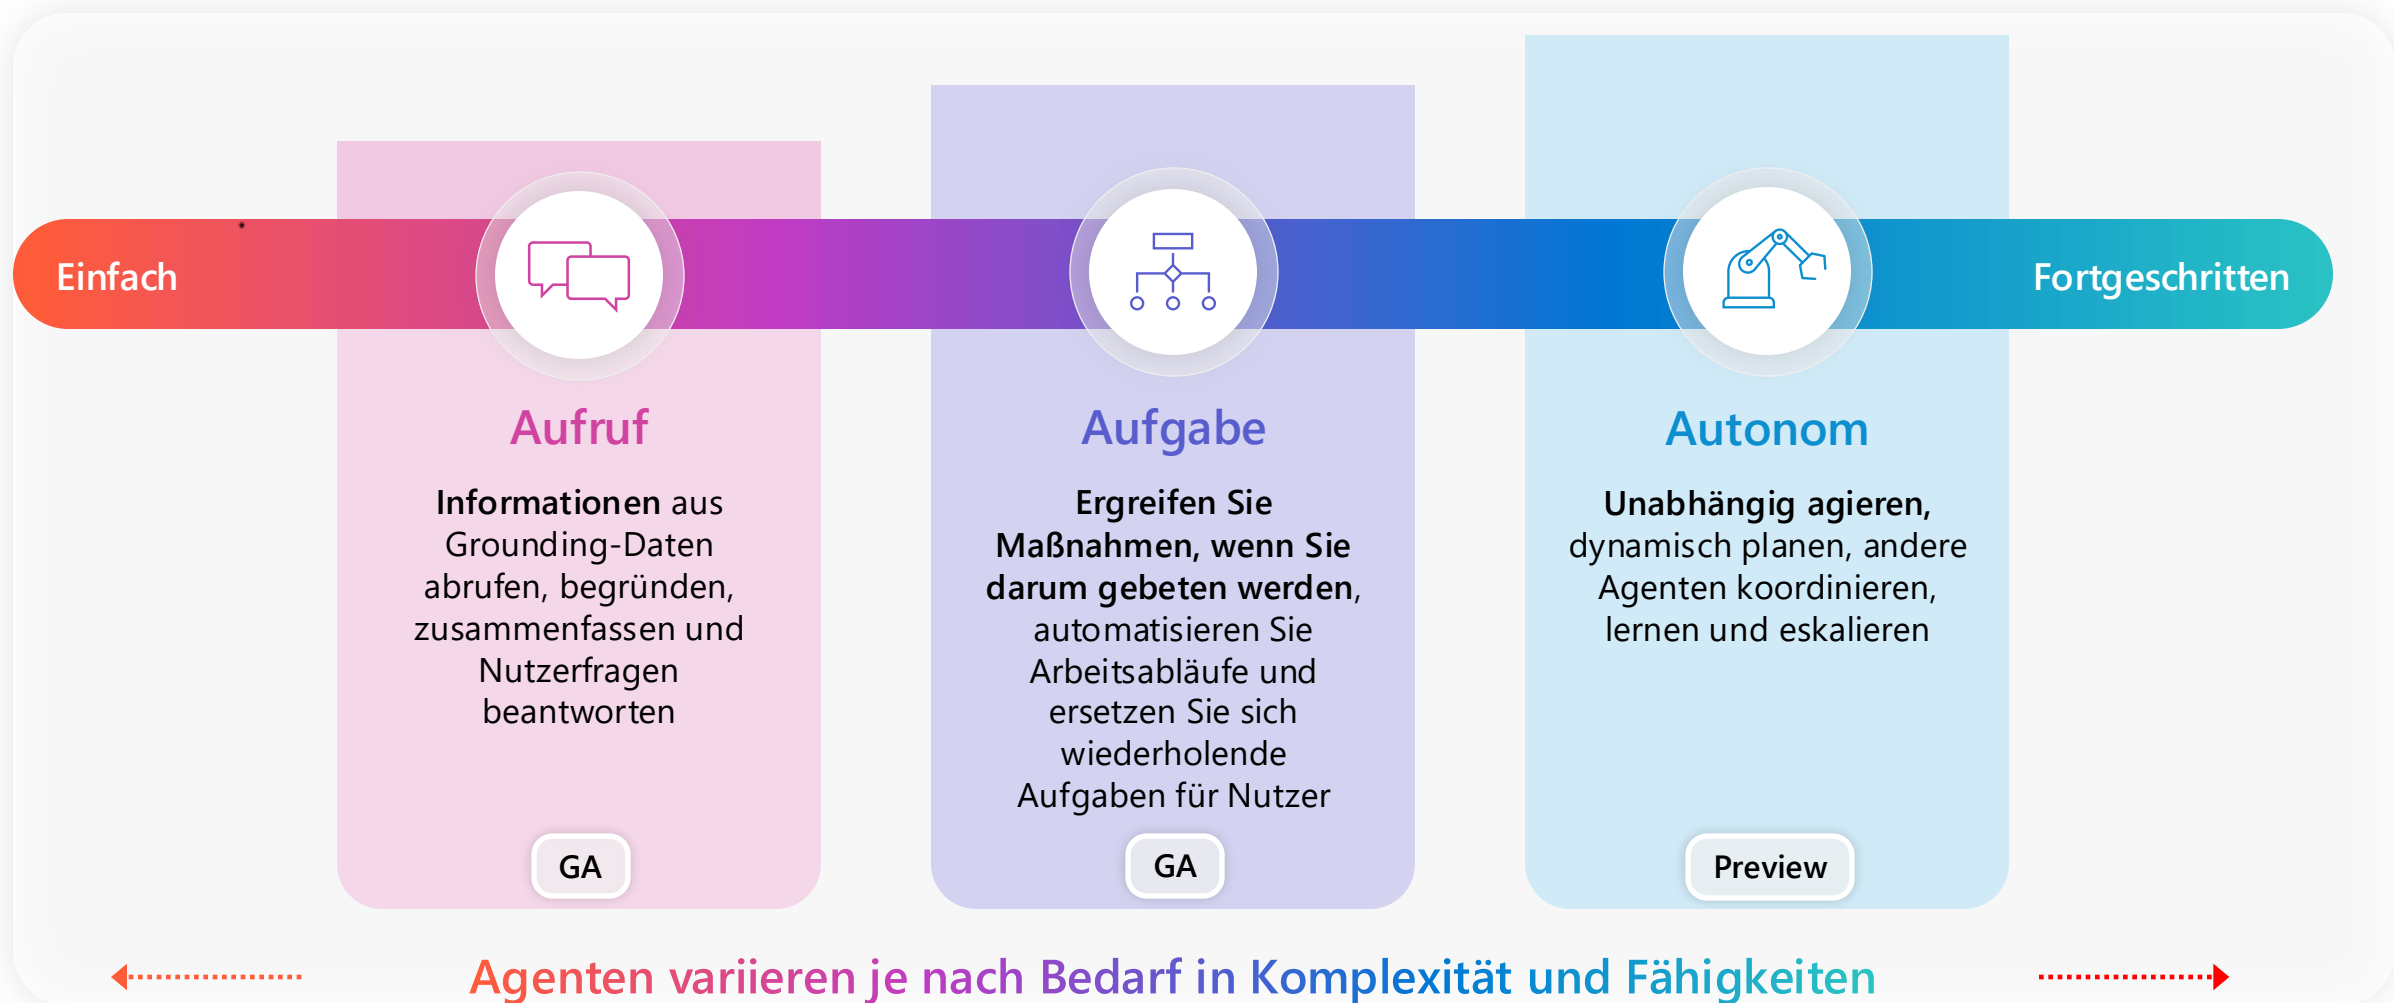 Einfach
Fortgeschritten
Aufruf
Informationen aus
Grounding-Daten
abrufen, begründen,
zusammenfassen und
Nutzerfragen
beantworten
GA
Aufgabe
Ergreifen Sie
Maßnahmen, wenn Sie
darum gebeten werden,
automatisieren Sie
Arbeitsabläufe und
ersetzen Sie sich
wiederholende
Aufgaben für Nutzer
GA
Autonom
Unabhängig agieren,
dynamisch planen, andere
Agenten koordinieren,
lernen und eskalieren
Preview
Agenten variieren je nach Bedarf in Komplexität und Fähigkeiten